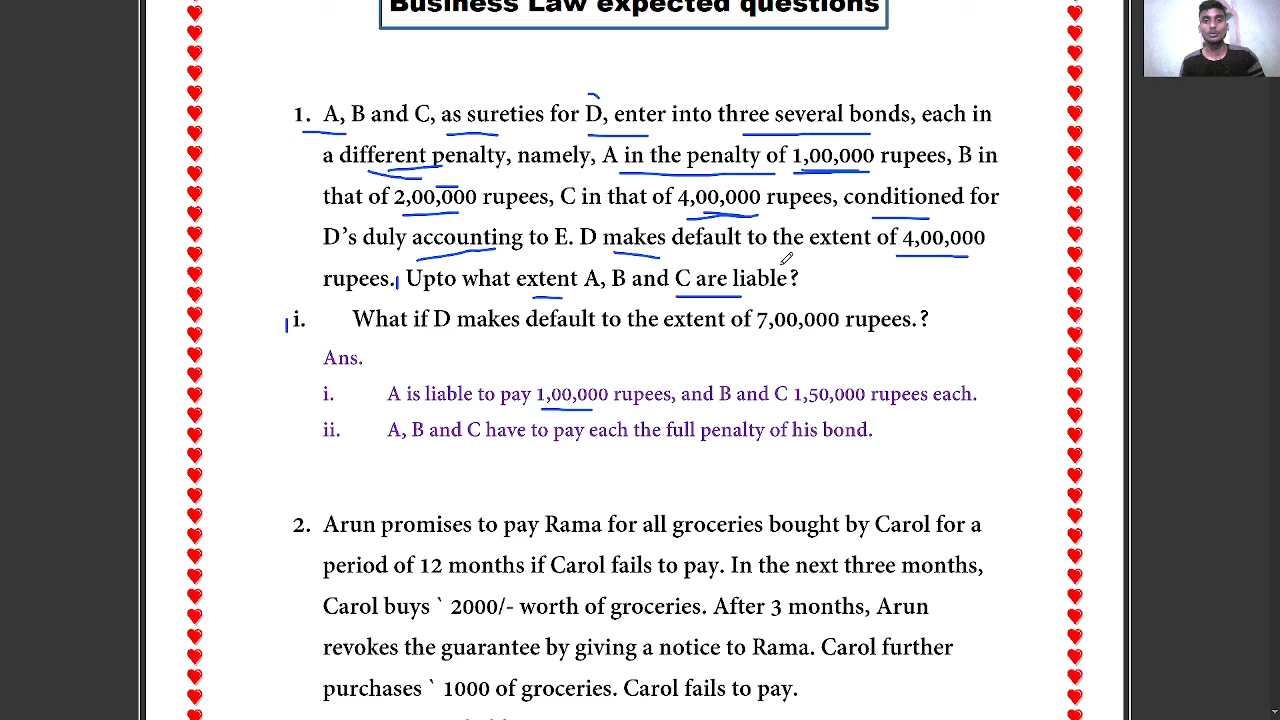 Business Law expected questions
1. A, B and C, as sureties for D, enter into three several bonds, each in
a different penalty, namely, A in the penalty of 1,00,000 rupees, B in
that of 2,00,000 rupees, C in that of 4,00,000 rupees, conditioned for
D's duly accounting to E. D makes default to the extent of 4,00,000
rupees. Upto what extent A, B and C are liable?
i. What if D makes default to the extent of 7,00,000 rupees.?
Ans.
i. A is liable to pay 1,00,000 rupees, and B and C 1,50,000 rupees each.
ii. A, B and C have to pay each the full penalty of his bond.
2. Arun promises to pay Rama for all groceries bought by Carol for a
period of 12 months if Carol fails to pay. In the next three months,
Carol buys ` 2000/- worth of groceries. After 3 months, Arun
revokes the guarantee by giving a notice to Rama. Carol further
purchases ` 1000 of groceries. Carol fails to pay.